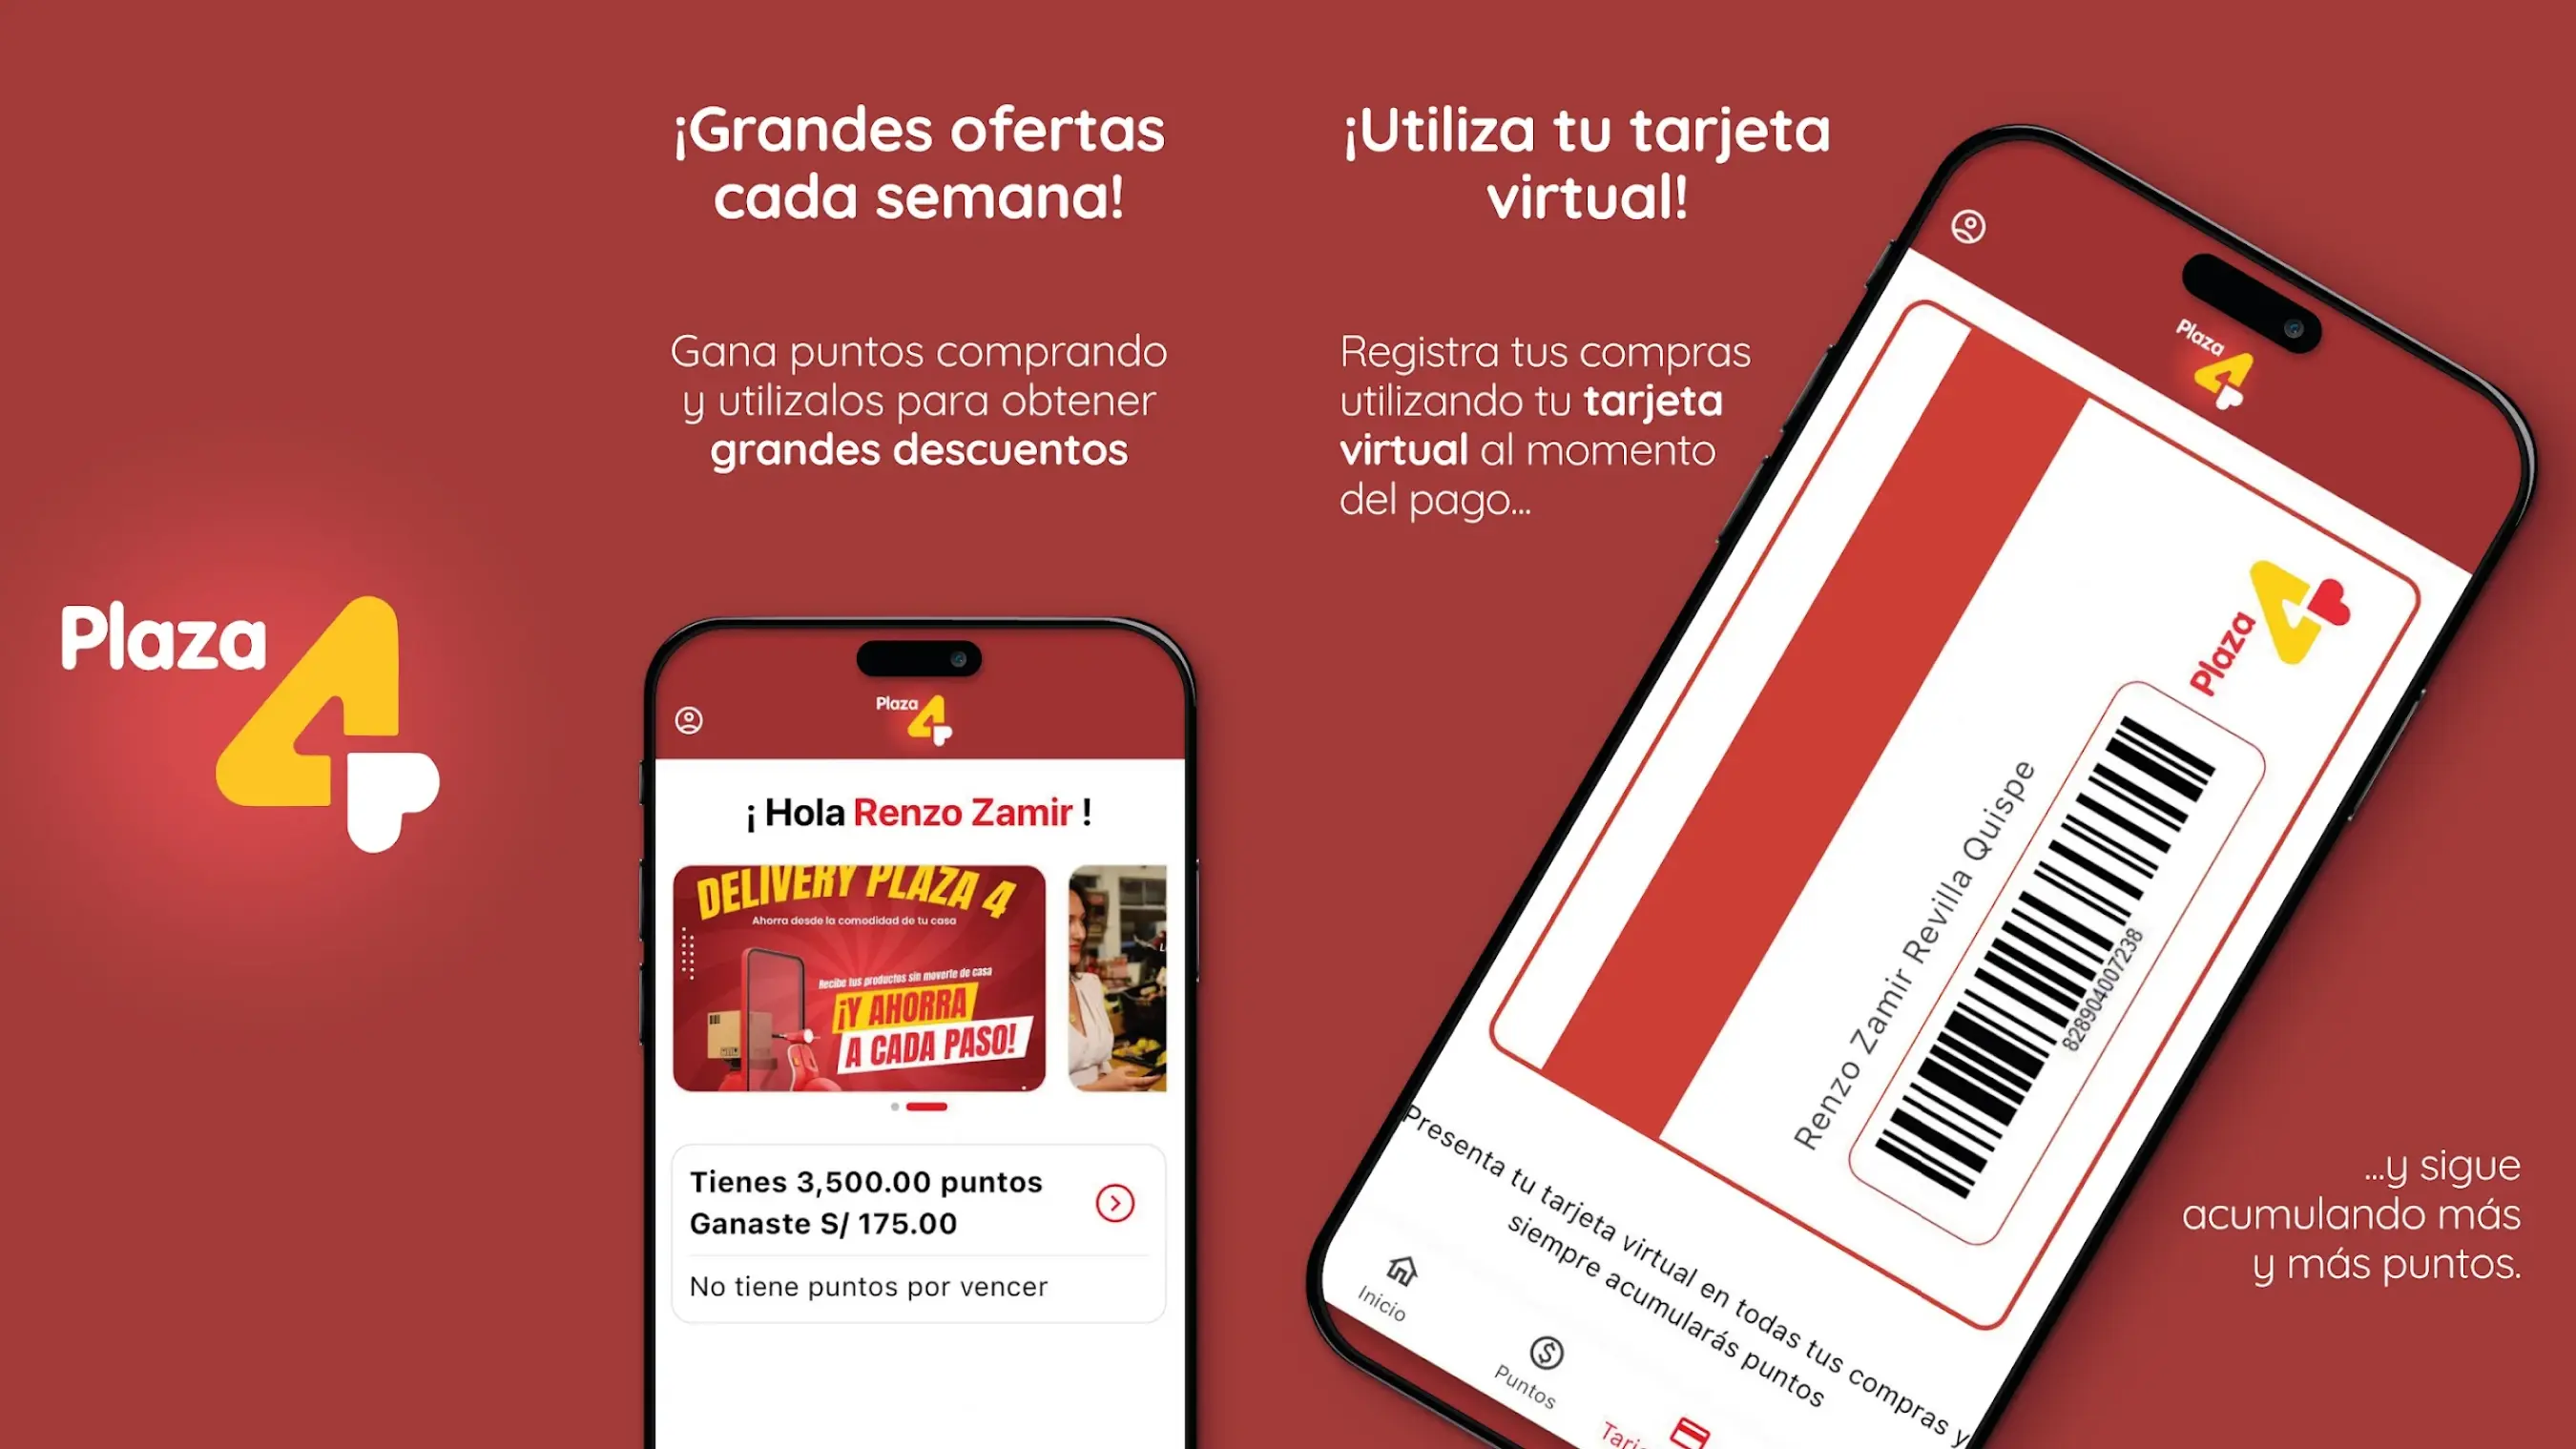 Plaza
4
¡Grandes ofertas
cada semana!
Gana puntos comprando
y utilizalos para obtener
grandes descuentos
Plaza
4
¡ Hola Renzo Zamir !
DELIVERY PLAZA 4
Ahorra desde la comodidad de tu casa
Recibe tus productos sin moverte de casa
¡Y AHORRA
A CADA PASO!
Tienes 3,500.00 puntos
Ganaste S/ 175.00
No tiene puntos por vencer
¡Utiliza tu tarjeta
virtual!
Registra tus compras
utilizando tu tarjeta
virtual al momento
del pago...
Plaza
4
Plaza
4
Renzo Zamir Revilla Quispe
8289040007238
Presenta tu tarjeta virtual en todas tus compras y
siempre acumularás puntos
Inicio
Puntos
...y sigue
acumulando más
y más puntos.